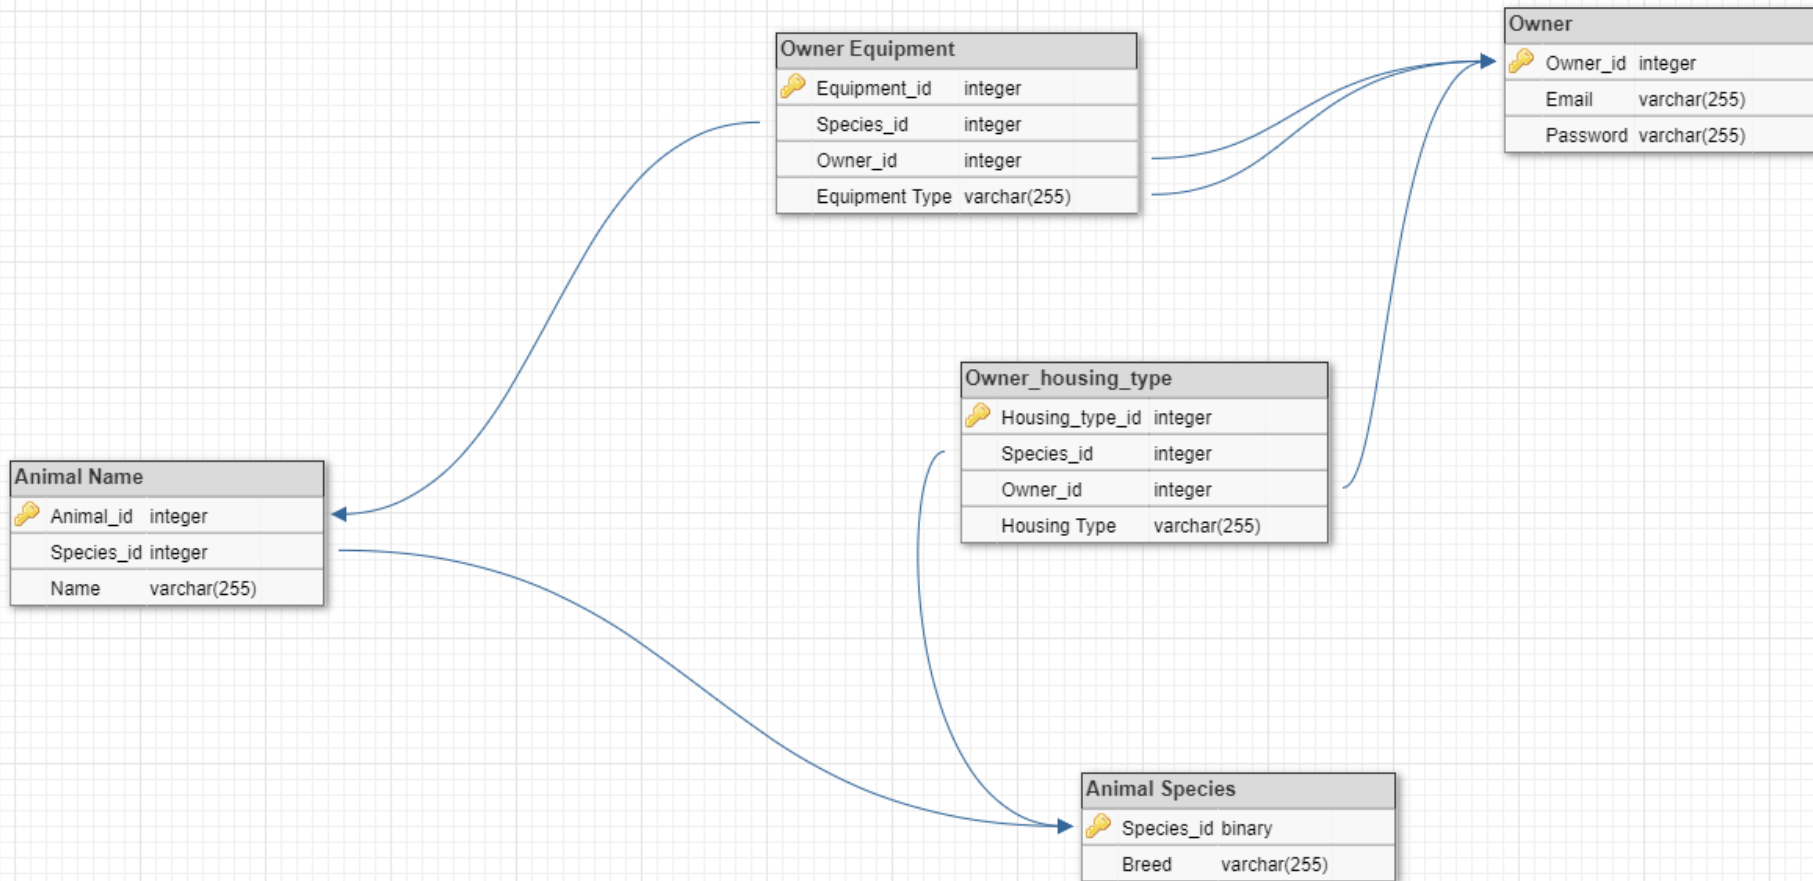 Owner Equipment
Equipment_id integer
Species_id integer
Owner_id integer
Equipment Type varchar(255)
Owner
Owner_id integer
Email varchar(255)
Password varchar(255)
Owner_housing_type
Housing_type_id integer
Species_id integer
Owner_id integer
Housing Type varchar(255)
Animal Name
Animal_id integer
Species_id integer
Name varchar(255)
Animal Species
Species_id binary
Breed varchar(255)